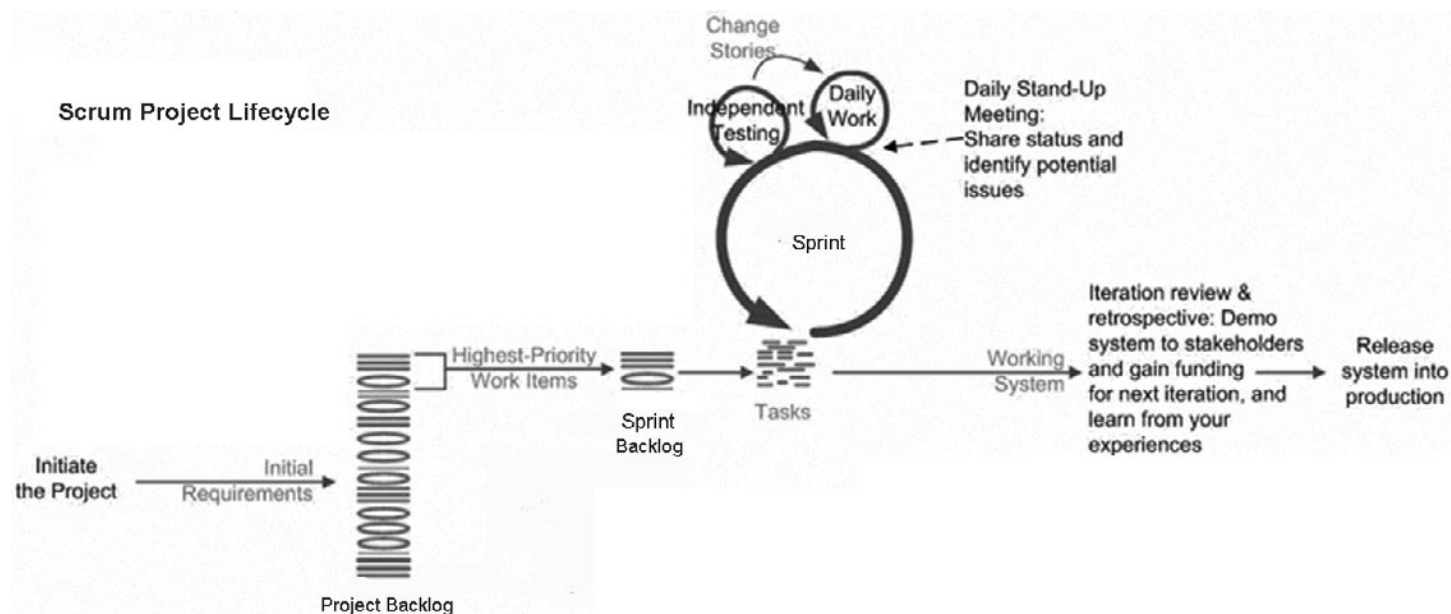 Scrum Project Lifecycle
Change
Stories
Independent
Testing
Daily
Work
Daily Stand-Up
Meeting:
Share status and
identify potential
issues
Sprint
Initiate
the Project
Initial
Requirements
Project Backlog
Highest-Priority
Work Items
Sprint
Backlog
Tasks
Working
System
Iteration review &
retrospective: Demo
system to stakeholders
and gain funding
for next iteration, and
learn from your
experiences
Release
system into
production